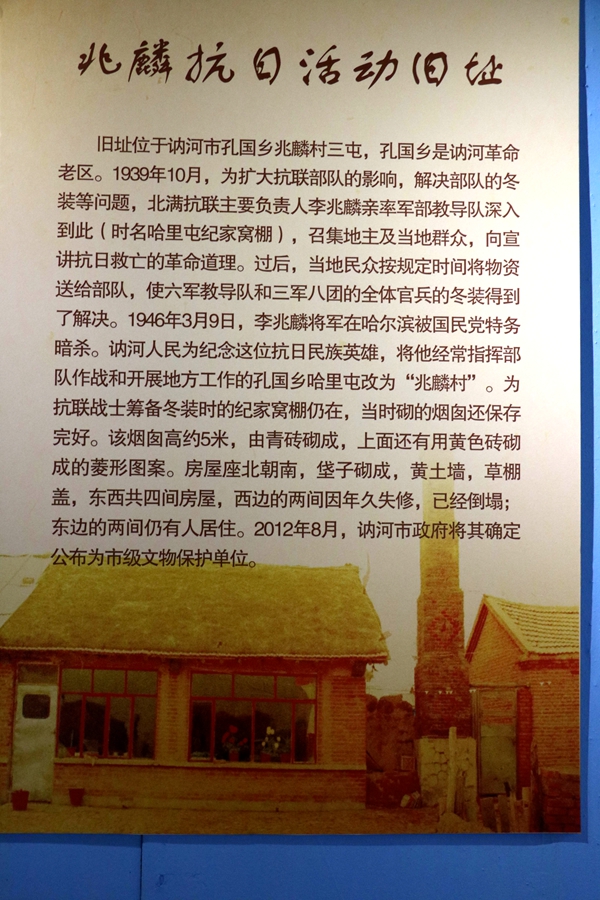 兆麟抗日活动旧址
旧址位于讷河市孔国乡兆麟村三屯，孔国乡是讷河革命
老区。1939年10月，为扩大抗联部队的影响，解决部队的冬
装等问题，北满抗联主要负责人李兆麟亲率军部教导队深入
到此（时名哈里屯纪家窝棚），召集地主及当地群众，向宣
讲抗日救亡的革命道理。过后，当地民众按规定时间将物资
送给部队，使六军教导队和三军八团的全体官兵的冬装得到
了解决。1946年3月9日，李兆麟将军在哈尔滨被国民党特务
暗杀。讷河人民为纪念这位抗日民族英雄，将他经常指挥部
队作战和开展地方工作的孔国乡哈里屯改为“兆麟村”。为
抗联战士筹备冬装时的纪家窝棚仍在，当时砌的烟囱还保存
完好。该烟囱高约5米，由青砖砌成，上面还有用黄色砖砌
成的菱形图案。房屋座北朝南，垡子砌成，黄土墙，草棚
盖，东西共四间房屋，西边的两间因年久失修，已经倒塌；
东边的两间仍有人居住。2012年8月，讷河市政府将其确定
公布为市级文物保护单位。